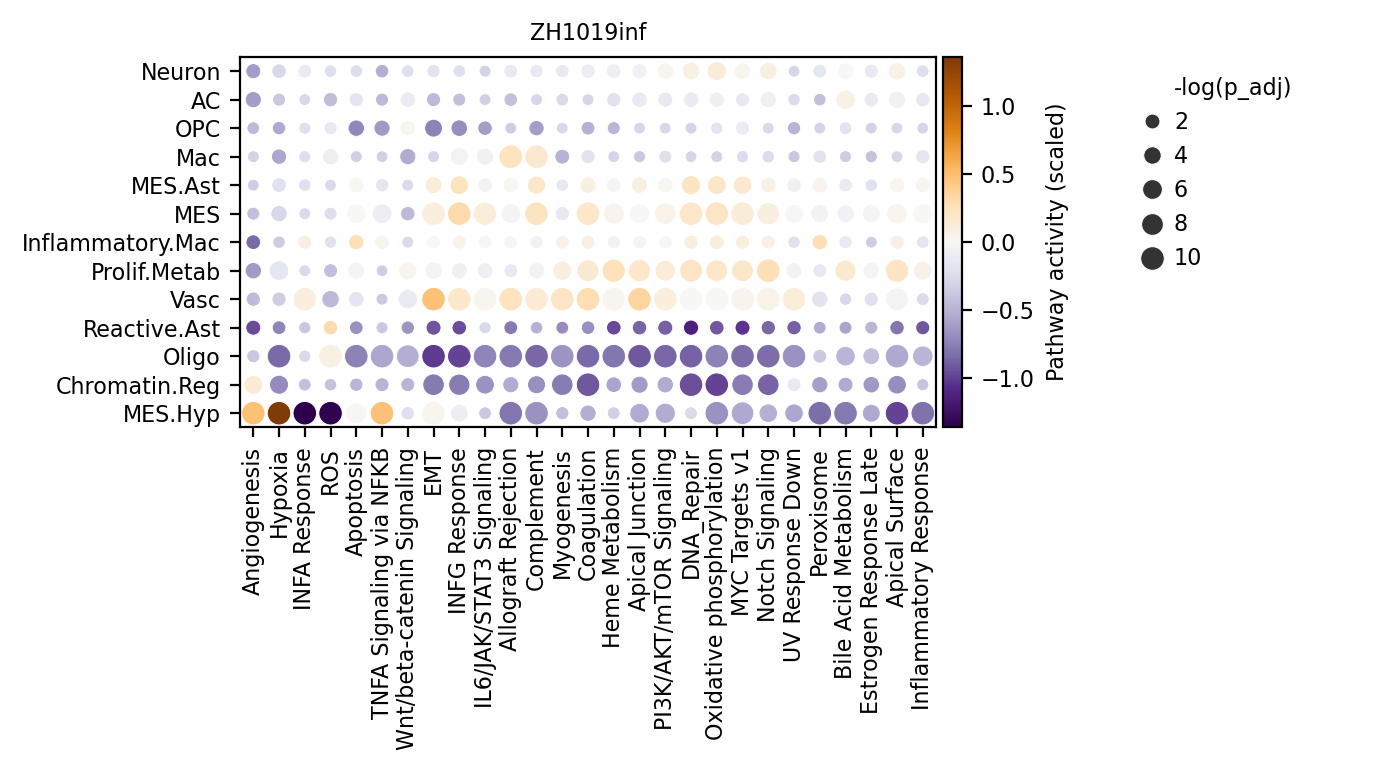 ZH1019inf
Neuron
AC
OPC
Mac
MES.Ast
MES
Inflammatory.Mac
Prolif.Metab
Vasc
Reactive.Ast
Oligo
Chromatin.Reg
MES.Hyp
Angiogenesis
Hypoxia
INFA Response
ROS
Apoptosis
TNFA Signaling via NFKB
Wnt/beta-catenin Signaling
EMT
INFG Response
IL6/JAK/STAT3 Signaling
Allograft Rejection
Complement
Myogenesis
Coagulation
Heme Metabolism
Apical Junction
PI3K/AKT/mTOR Signaling
DNA_Repair
Oxidative phosphorylation
MYC Targets v1
Notch Signaling
UV Response Down
Peroxisome
Bile Acid Metabolism
Estrogen Response Late
Apical Surface
Inflammatory Response
1.0
0.5
0.0
−0.5
−1.0
Pathway activity (scaled)
-log(p_adj)
2
4
6
8
10